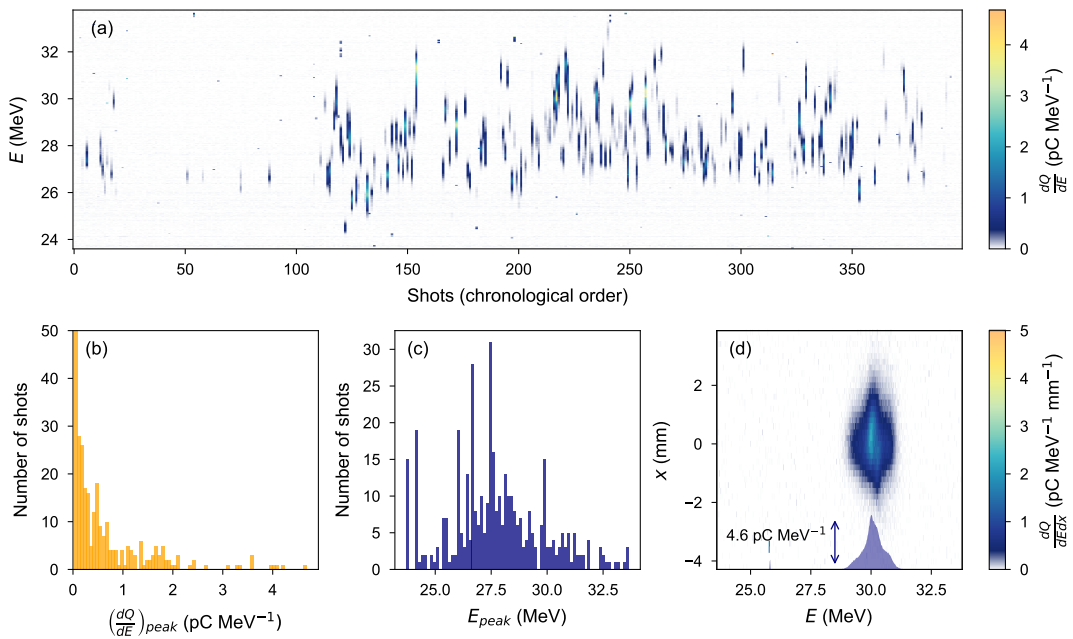 (a)
E (MeV)
32
30
28
26
24
0 50 100 150 200 250 300 350
Shots (chronological order)
4
3
2
1
0
dQ/dE (pC MeV−1)
(b)
Number of shots
50
40
30
20
10
0
0 1 2 3 4
(dQ/dE)peak (pC MeV−1)
(c)
Number of shots
30
25
20
15
10
5
0
25.0 27.5 30.0 32.5
Epeak (MeV)
(d)
x (mm)
2
0
−2
−4
4.6 pC MeV−1
25.0 27.5 30.0 32.5
E (MeV)
5
4
3
2
1
0
dQ/dEdx (pC MeV−1 mm−1)